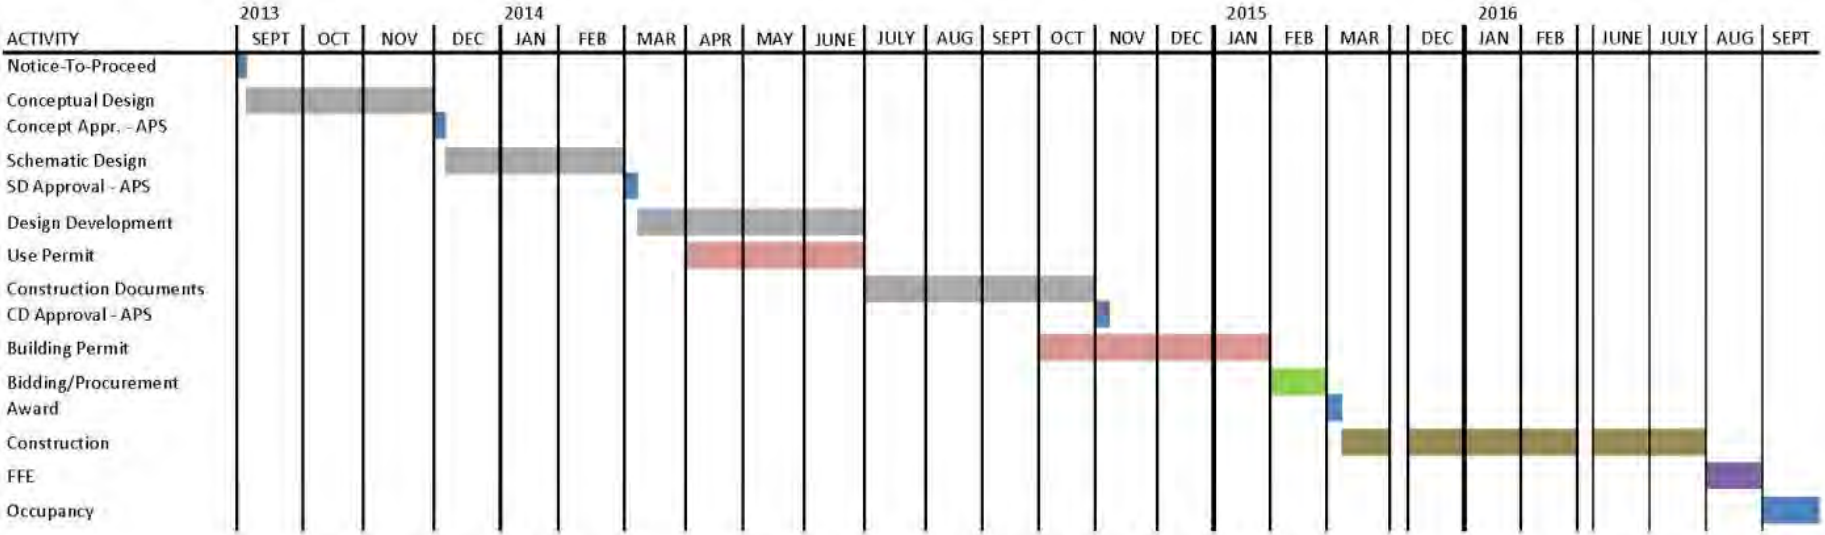 2013 2014 2015 2016
ACTIVITY SEPT OCT NOV DEC JAN FEB MAR APR MAY JUNE JULY AUG SEPT OCT NOV DEC JAN FEB MAR DEC JAN FEB JUNE JULY AUG SEPT
Notice-To-Proceed
Conceptual Design
Concept Appr. - APS
Schematic Design
SD Approval - APS
Design Development
Use Permit
Construction Documents
CD Approval - APS
Building Permit
Bidding/Procurement
Award
Construction
FFE
Occupancy